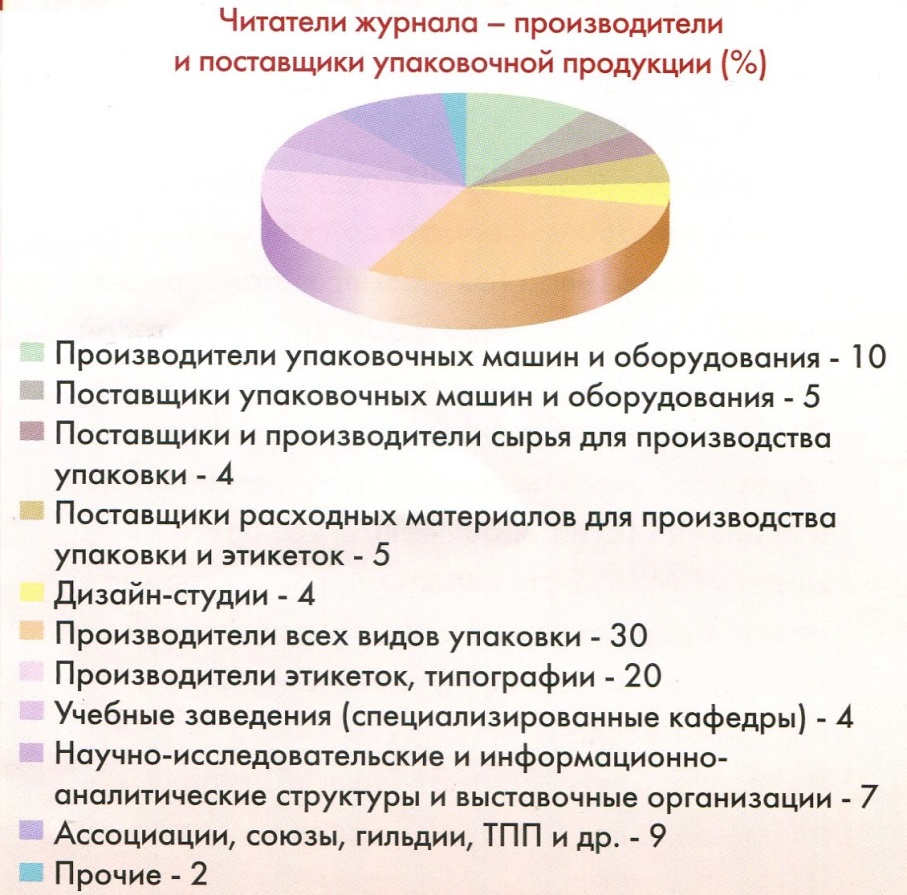 Читатели журнала – производители
и поставщики упаковочной продукции (%)
Производители упаковочных машин и оборудования - 10
Поставщики упаковочных машин и оборудования - 5
Поставщики и производители сырья для производства
упаковки - 4
Поставщики расходных материалов для производства
упаковки и этикеток - 5
Дизайн-студии - 4
Производители всех видов упаковки - 30
Производители этикеток, типографии - 20
Учебные заведения (специализированные кафедры) - 4
Научно-исследовательские и информационно-
аналитические структуры и выставочные организации - 7
Ассоциации, союзы, гильдии, ТПП и др. - 9
Прочие - 2